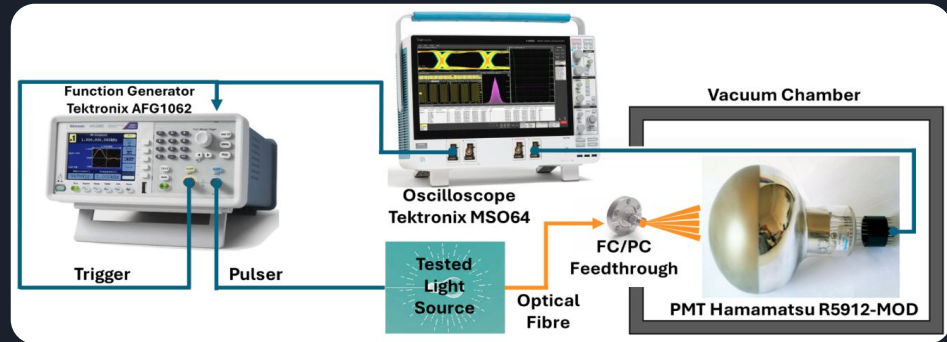 Function Generator
Tektronix AFG1062
Oscilloscope
Tektronix MSO64
Vacuum Chamber
Trigger
Pulser
Tested
Light
Source
Optical
Fibre
FC/PC
Feedthrough
PMT Hamamatsu R5912-MOD